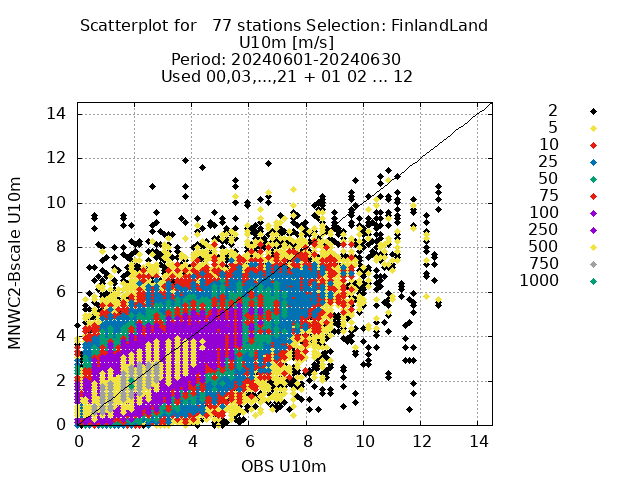 Scatterplot for   77 stations Selection: FinlandLand
U10m [m/s]
Period: 20240601-20240630
Used 00,03,...,21 + 01 02 ... 12
14
12
10
8
6
4
2
0
MNWC2-Bscale U10m
0 2 4 6 8 10 12 14
OBS U10m
2
5
10
25
50
75
100
250
500
750
1000